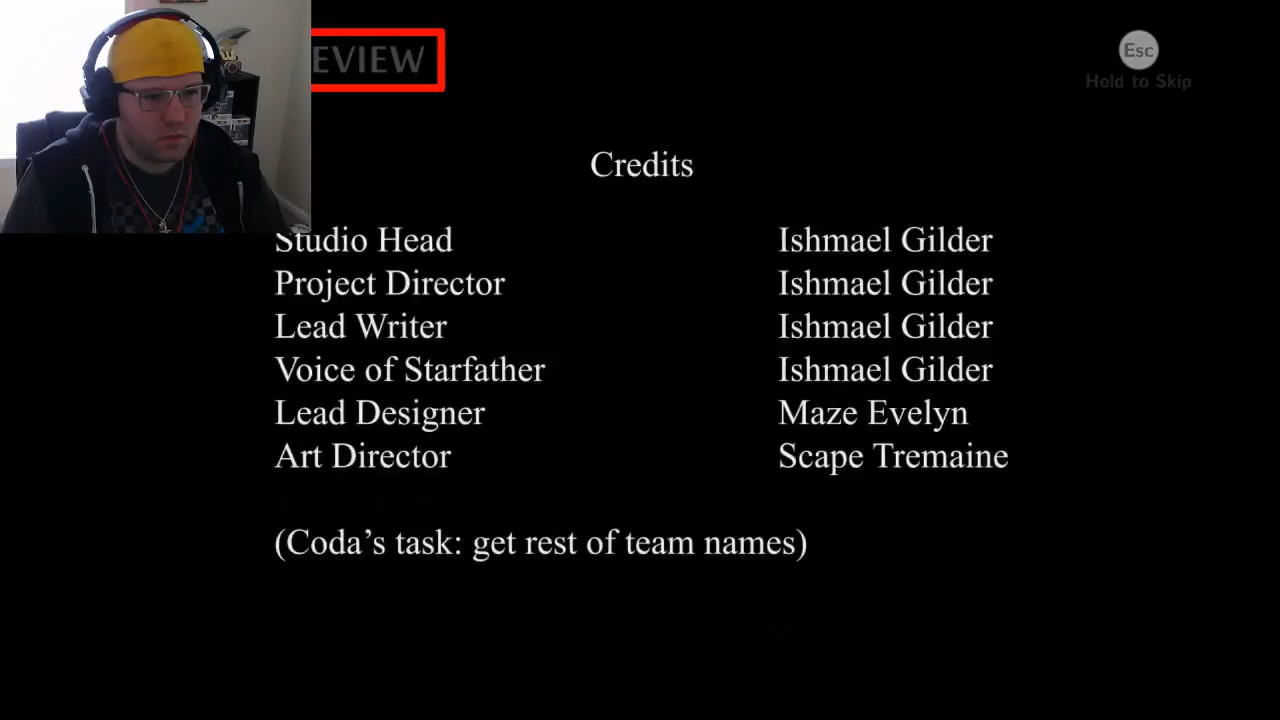 EVIEW
Esc
Hold to Skip
Credits
Studio Head Ishmael Gilder
Project Director Ishmael Gilder
Lead Writer Ishmael Gilder
Voice of Starfather Ishmael Gilder
Lead Designer Maze Evelyn
Art Director Scape Tremaine
(Coda’s task: get rest of team names)